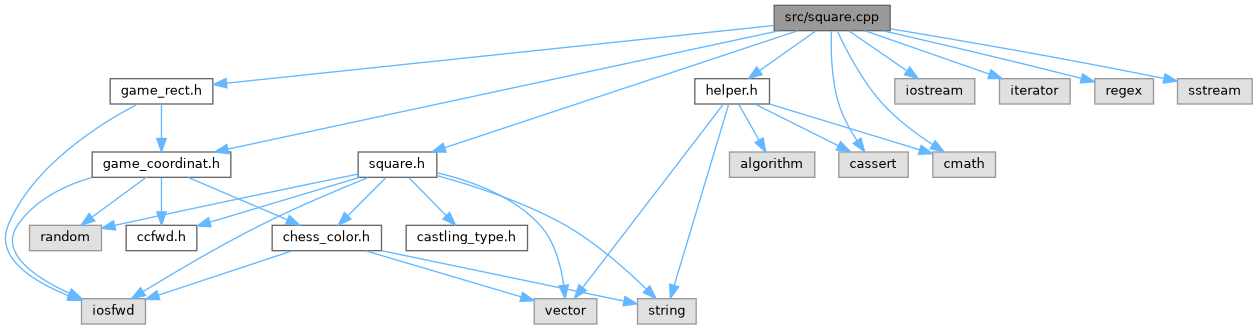 src/square.cpp
game_rect.h
helper.h
iostream
iterator
regex
sstream
game_coordinat.h
square.h
algorithm
cassert
cmath
random
ccfwd.h
chess_color.h
castling_type.h
iosfwd
vector
string